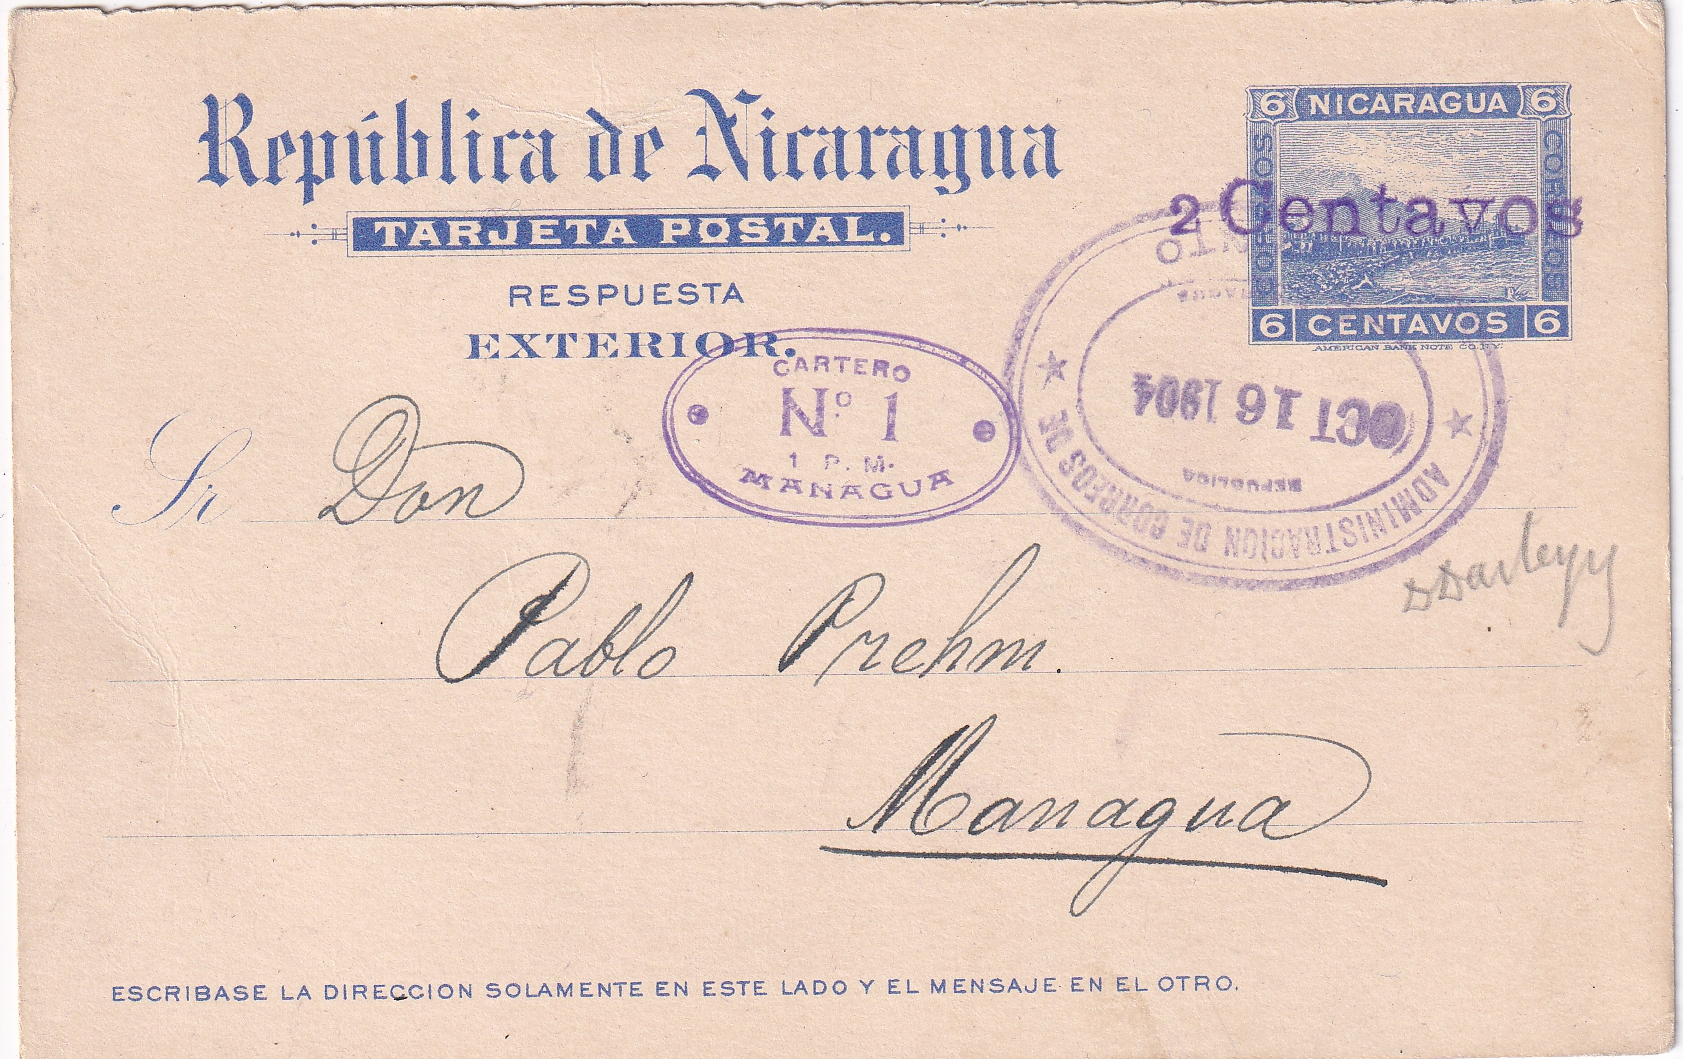 República de Nicaragua
TARJETA POSTAL.
RESPUESTA
EXTERIOR.
6 NICARAGUA 6
CORREOS
CORREOS
2 Centavos
6 CENTAVOS 6
AMERICAN BANK NOTE CO. N.Y.
CARTERO
No 1
1 P. M.
MANAGUA
ADMINISTRACION DE CORREOS DE
REPUBLICA
OCT 16 1904
Sr Don
Pablo Prehm.
Managua
ESCRIBASE LA DIRECCION SOLAMENTE EN ESTE LADO Y EL MENSAJE EN EL OTRO.